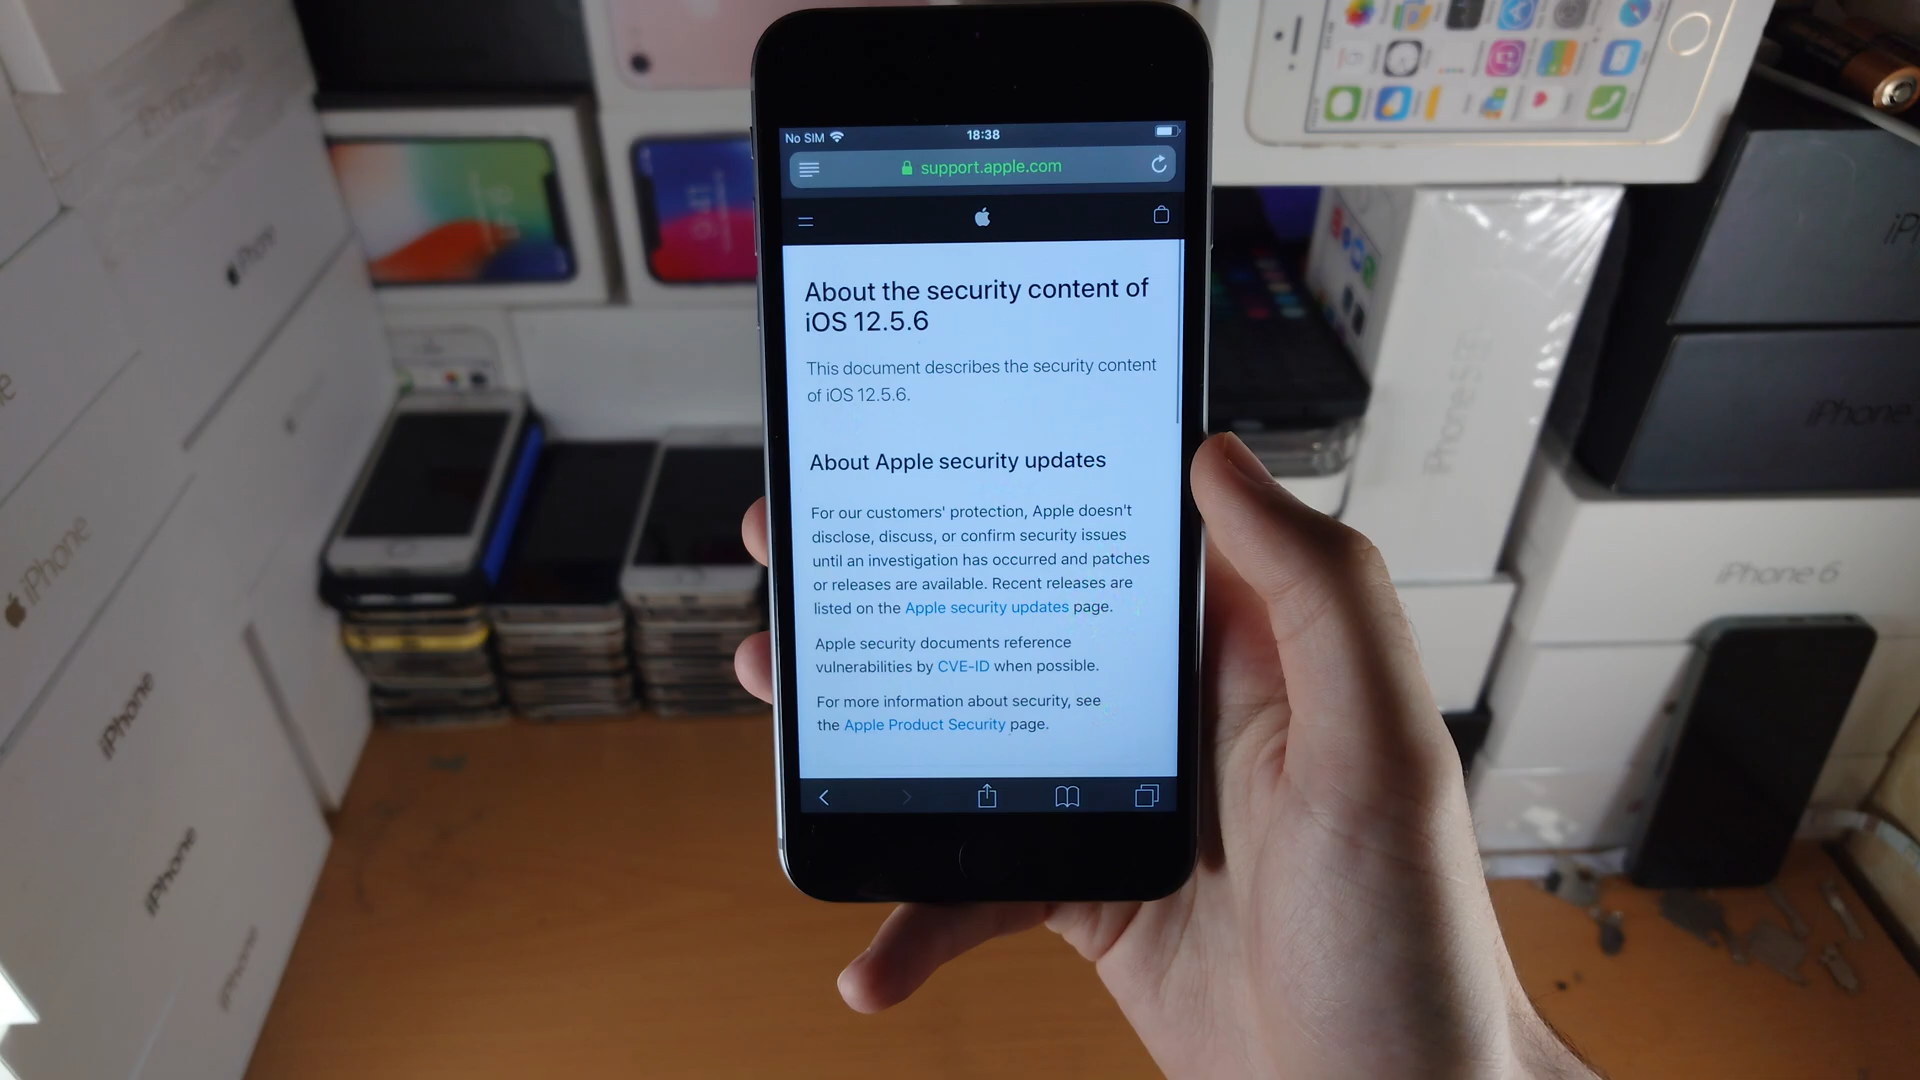 No SIM
18:38
support.apple.com
About the security content of
iOS 12.5.6
This document describes the security content
of iOS 12.5.6.
About Apple security updates
For our customers' protection, Apple doesn't
disclose, discuss, or confirm security issues
until an investigation has occurred and patches
or releases are available. Recent releases are
listed on the Apple security updates page.
Apple security documents reference
vulnerabilities by CVE-ID when possible.
For more information about security, see
the Apple Product Security page.
iPhone
iPhone
iPhone
iPhone
iPhone
9:41
iPhone
iPhone 6